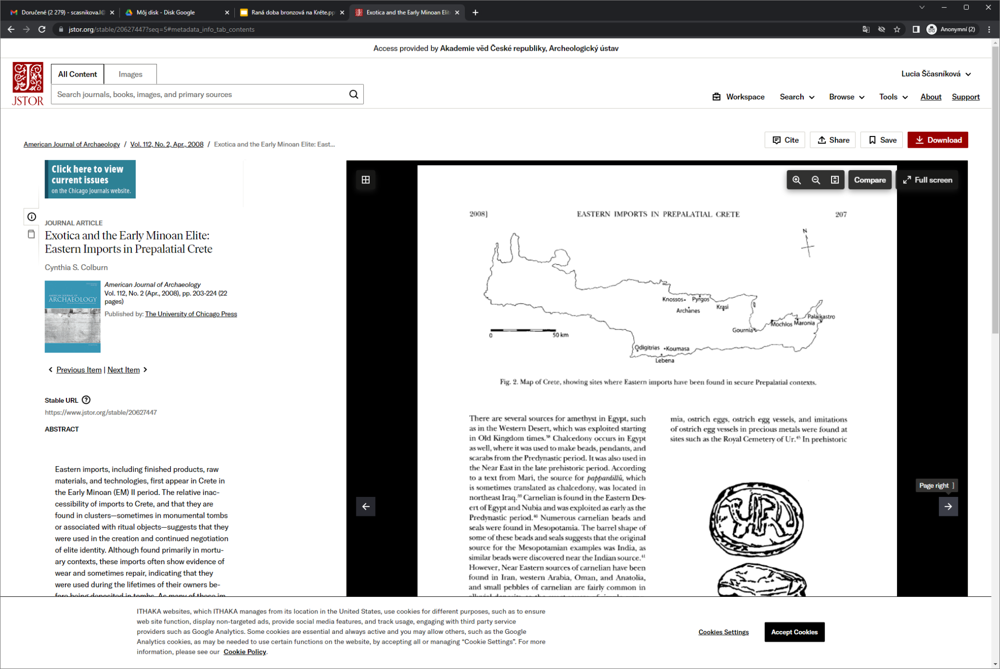 Doručené (2 279) - scasnikova.l@
Môj disk - Disk Google
Raná doba bronzová na Kréte.pp
Exotica and the Early Minoan Elit
jstor.org/stable/20627447?seq=5#metadata_info_tab_contents
Anonymní (2)
Access provided by Akademie věd České republiky, Archeologický ústav
JSTOR
All Content
Images
Search journals, books, images, and primary sources
Lucia Ščasníková
Workspace
Search
Browse
Tools
About
Support
American Journal of Archaeology / Vol. 112, No. 2, Apr., 2008 / Exotica and the Early Minoan Elite: East...
Cite
Share
Save
Download
Click here to view
current issues
on the Chicago Journals website.
JOURNAL ARTICLE
Exotica and the Early Minoan Elite:
Eastern Imports in Prepalatial Crete
Cynthia S. Colburn
ARCHAEOLOGY
American Journal of Archaeology
Vol. 112, No. 2 (Apr., 2008), pp. 203-224 (22
pages)
Published by: The University of Chicago Press
Previous Item | Next Item
Stable URL
https://www.jstor.org/stable/20627447
ABSTRACT
Eastern imports, including finished products, raw
materials, and technologies, first appear in Crete in
the Early Minoan (EM) II period. The relative inac-
cessibility of imports to Crete, and that they are
found in clusters—sometimes in monumental tombs
or associated with ritual objects—suggests that they
were used in the creation and continued negotiation
of elite identity. Although found primarily in mortu-
ary contexts, these imports often show evidence of
wear and sometimes repair, indicating that they
were used during the lifetimes of their owners be-
fore being deposited in tombs. As many of these im-
Compare
Full screen
2008]
EASTERN IMPORTS IN PREPALATIAL CRETE
207
N
Knossos
Pyrgos
Archanes
Krasi
Palaikastro
Mochlos
Maronia
Gournia
0
50 km
Odigitrias
Koumasa
Lebena
Fig. 2. Map of Crete, showing sites where Eastern imports have been found in secure Prepalatial contexts.
There are several sources for amethyst in Egypt, such
as in the Western Desert, which was exploited starting
in Old Kingdom times.³⁸ Chalcedony occurs in Egypt
as well, where it was used to make beads, pendants, and
scarabs from the Predynastic period. It was also used in
the Near East in the late prehistoric period. According
to a text from Mari, the source for pappardillû, which
is sometimes translated as chalcedony, was located in
northeast Iraq.³⁹ Carnelian is found in the Eastern Des-
ert of Egypt and Nubia and was exploited as early as the
Predynastic period.⁴⁰ Numerous carnelian beads and
seals were found in Mesopotamia. The barrel shape of
some of these beads and seals suggests that the original
source for the Mesopotamian examples was India, as
similar beads were discovered near the Indian source.⁴¹
However, Near Eastern sources of carnelian have been
found in Iran, western Arabia, Oman, and Anatolia,
and small pebbles of carnelian are fairly common in
mia, ostrich eggs, ostrich egg vessels, and imitations
of ostrich egg vessels in precious metals were found at
sites such as the Royal Cemetery of Ur.⁴⁵ In prehistoric
Page right ]
ITHAKA websites, which ITHAKA manages from its location in the United States, use cookies for different purposes, such as to ensure
web site function, display non-targeted ads, provide social media features, and track usage, engaging with third party service
providers such as Google Analytics. Some cookies are essential and always active and you may allow others, such as the Google
Analytics cookies, as may be needed to use certain functions on the website, by accepting all or managing “Cookie Settings”. For more
information, please see our Cookie Policy.
Cookies Settings
Accept Cookies